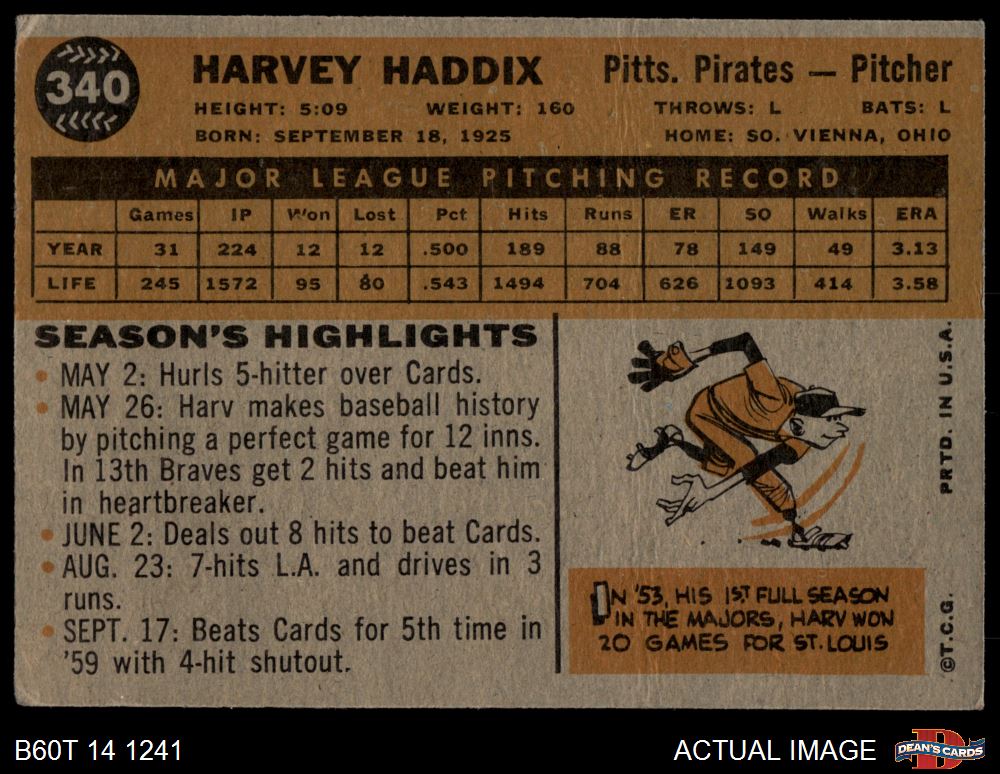 340
HARVEY HADDIX Pitts. Pirates — Pitcher
HEIGHT: 5:09 WEIGHT: 160 THROWS: L BATS: L
BORN: SEPTEMBER 18, 1925 HOME: SO. VIENNA, OHIO
MAJOR LEAGUE PITCHING RECORD
Games IP Won Lost Pct Hits Runs ER SO Walks ERA
YEAR 31 224 12 12 .500 189 88 78 149 49 3.13
LIFE 245 1572 95 80 .543 1494 704 626 1093 414 3.58
SEASON'S HIGHLIGHTS
• MAY 2: Hurls 5-hitter over Cards.
• MAY 26: Harv makes baseball history
by pitching a perfect game for 12 inns.
In 13th Braves get 2 hits and beat him
in heartbreaker.
• JUNE 2: Deals out 8 hits to beat Cards.
• AUG. 23: 7-hits L.A. and drives in 3
runs.
• SEPT. 17: Beats Cards for 5th time in
'59 with 4-hit shutout.
IN '53, HIS 1ST FULL SEASON
IN THE MAJORS, HARV WON
20 GAMES FOR ST. LOUIS
©T.C.G. PRTD. IN U.S.A.
B60T 14 1241 ACTUAL IMAGE
D
DEAN'S CARDS